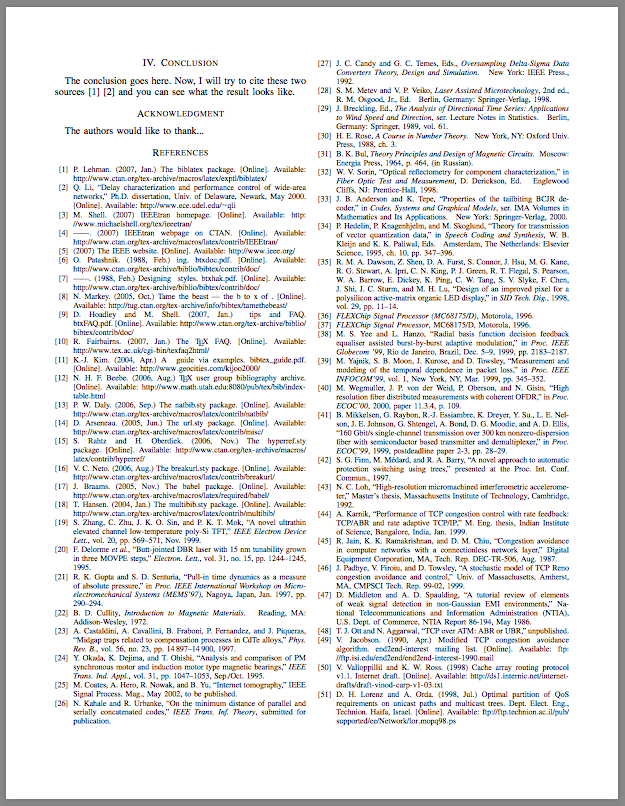 IV. CONCLUSION
The conclusion goes here. Now, I will try to cite these two
sources [1] [2] and you can see what the result looks like.
ACKNOWLEDGMENT
The authors would like to thank...
REFERENCES
[1] P. Lehman. (2007, Jan.) The biblatex package. [Online]. Available:
http://www.ctan.org/tex-archive/macros/latex/exptl/biblatex/
[2] Q. Li, “Delay characterization and performance control of wide-area
networks,” Ph.D. dissertation, Univ. of Delaware, Newark, May 2000.
[Online]. Available: http://www.ece.udel.edu/~qli
[3] M. Shell. (2007) IEEEtran homepage. [Online]. Available: http:
//www.michaelshell.org/tex/ieeetran/
[4] ——. (2007) IEEEtran webpage on CTAN. [Online]. Available:
http://www.ctan.org/tex-archive/macros/latex/contrib/IEEEtran/
[5] (2007) The IEEE website. [Online]. Available: http://www.ieee.org/
[6] O. Patashnik. (1988, Feb.) ing. btxdoc.pdf. [Online]. Available:
http://www.ctan.org/tex-archive/biblio/bibtex/contrib/doc/
[7] ——. (1988, Feb.) Designing styles. btxhak.pdf. [Online]. Available:
http://www.ctan.org/tex-archive/biblio/bibtex/contrib/doc/
[8] N. Markey. (2005, Oct.) Tame the beast — the b to x of . [Online].
Available: http://tug.ctan.org/tex-archive/info/bibtex/tamethebeast/
[9] D. Hoadley and M. Shell. (2007, Jan.) tips and FAQ.
btxFAQ.pdf. [Online]. Available: http://www.ctan.org/tex-archive/biblio/
bibtex/contrib/doc/
[10] R. Fairbairns. (2007, Jan.) The TEX FAQ. [Online]. Available:
http://www.tex.ac.uk/cgi-bin/texfaq2html/
[11] K.-J. Kim. (2004, Apr.) A guide via examples. bibtex_guide.pdf.
[Online]. Available: http://www.geocities.com/kijoo2000/
[12] N. H. F. Beebe. (2006, Aug.) TEX user group bibliography archive.
[Online]. Available: http://www.math.utah.edu:8080/pub/tex/bib/index-
table.html
[13] P. W. Daly. (2006, Sep.) The natbib.sty package. [Online]. Available:
http://www.ctan.org/tex-archive/macros/latex/contrib/natbib/
[14] D. Arseneau. (2005, Jun.) The url.sty package. [Online]. Available:
http://www.ctan.org/tex-archive/macros/latex/contrib/misc/
[15] S. Rahtz and H. Oberdiek. (2006, Nov.) The hyperref.sty
package. [Online]. Available: http://www.ctan.org/tex-archive/macros/
latex/contrib/hyperref/
[16] V. C. Neto. (2006, Aug.) The breakurl.sty package. [Online]. Available:
http://www.ctan.org/tex-archive/macros/latex/contrib/breakurl/
[17] J. Braams. (2005, Nov.) The babel package. [Online]. Available:
http://www.ctan.org/tex-archive/macros/latex/required/babel/
[18] T. Hansen. (2004, Jan.) The multibib.sty package. [Online]. Available:
http://www.ctan.org/tex-archive/macros/latex/contrib/multibib/
[19] S. Zhang, C. Zhu, J. K. O. Sin, and P. K. T. Mok, “A novel ultrathin
elevated channel low-temperature poly-Si TFT,” IEEE Electron Device
Lett., vol. 20, pp. 569–571, Nov. 1999.
[20] F. Delorme et al., “Butt-jointed DBR laser with 15 nm tunability grown
in three MOVPE steps,” Electron. Lett., vol. 31, no. 15, pp. 1244–1245,
1995.
[21] R. K. Gupta and S. D. Senturia, “Pull-in time dynamics as a measure
of absolute pressure,” in Proc. IEEE International Workshop on Micro-
electromechanical Systems (MEMS’97), Nagoya, Japan, Jan. 1997, pp.
290–294.
[22] B. D. Cullity, Introduction to Magnetic Materials. Reading, MA:
Addison-Wesley, 1972.
[23] A. Castaldini, A. Cavallini, B. Fraboni, P. Fernandez, and J. Piqueras,
“Midgap traps related to compensation processes in CdTe alloys,” Phys.
Rev. B., vol. 56, no. 23, pp. 14 897–14 900, 1997.
[24] Y. Okada, K. Dejima, and T. Ohishi, “Analysis and comparison of PM
synchronous motor and induction motor type magnetic bearings,” IEEE
Trans. Ind. Appl., vol. 31, pp. 1047–1053, Sep./Oct. 1995.
[25] M. Coates, A. Hero, R. Nowak, and B. Yu, “Internet tomography,” IEEE
Signal Process. Mag., May 2002, to be published.
[26] N. Kahale and R. Urbanke, “On the minimum distance of parallel and
serially concatenated codes,” IEEE Trans. Inf. Theory, submitted for
publication.
[27] J. C. Candy and G. C. Temes, Eds., Oversampling Delta-Sigma Data
Converters Theory, Design and Simulation. New York: IEEE Press.,
1992.
[28] S. M. Metev and V. P. Veiko, Laser Assisted Microtechnology, 2nd ed.,
R. M. Osgood, Jr., Ed. Berlin, Germany: Springer-Verlag, 1998.
[29] J. Breckling, Ed., The Analysis of Directional Time Series: Applications
to Wind Speed and Direction, ser. Lecture Notes in Statistics. Berlin,
Germany: Springer, 1989, vol. 61.
[30] H. E. Rose, A Course in Number Theory. New York, NY: Oxford Univ.
Press, 1988, ch. 3.
[31] B. K. Bul, Theory Principles and Design of Magnetic Circuits. Moscow:
Energia Press, 1964, p. 464, (in Russian).
[32] W. V. Sorin, “Optical reflectometry for component characterization,” in
Fiber Optic Test and Measurement, D. Derickson, Ed. Englewood
Cliffs, NJ: Prentice-Hall, 1998.
[33] J. B. Anderson and K. Tepe, “Properties of the tailbiting BCJR de-
coder,” in Codes, Systems and Graphical Models, ser. IMA Volumes in
Mathematics and Its Applications. New York: Springer-Verlag, 2000.
[34] P. Hedelin, P. Knagenhjelm, and M. Skoglund, “Theory for transmission
of vector quantization data,” in Speech Coding and Synthesis, W. B.
Kleijn and K. K. Paliwal, Eds. Amsterdam, The Netherlands: Elsevier
Science, 1995, ch. 10, pp. 347–396.
[35] R. M. A. Dawson, Z. Shen, D. A. Furst, S. Connor, J. Hsu, M. G. Kane,
R. G. Stewart, A. Ipri, C. N. King, P. J. Green, R. T. Flegal, S. Pearson,
W. A. Barrow, E. Dickey, K. Ping, C. W. Tang, S. V. Slyke, F. Chen,
J. Shi, J. C. Sturm, and M. H. Lu, “Design of an improved pixel for a
polysilicon active-matrix organic LED display,” in SID Tech. Dig., 1998,
vol. 29, pp. 11–14.
[36] FLEXChip Signal Processor (MC68175/D), Motorola, 1996.
[37] FLEXChip Signal Processor, MC68175/D, Motorola, 1996.
[38] M. S. Yee and L. Hanzo, “Radial basis function decision feedback
equaliser assisted burst-by-burst adaptive modulation,” in Proc. IEEE
Globecom ’99, Rio de Janeiro, Brazil, Dec. 5–9, 1999, pp. 2183–2187.
[39] M. Yajnik, S. B. Moon, J. Kurose, and D. Towsley, “Measurement and
modeling of the temporal dependence in packet loss,” in Proc. IEEE
INFOCOM’99, vol. 1, New York, NY, Mar. 1999, pp. 345–352.
[40] M. Wegmuller, J. P. von der Weid, P. Oberson, and N. Gisin, “High
resolution fiber distributed measurements with coherent OFDR,” in Proc.
ECOC’00, 2000, paper 11.3.4, p. 109.
[41] B. Mikkelsen, G. Raybon, R.-J. Essiambre, K. Dreyer, Y. Su., L. E. Nel-
son, J. E. Johnson, G. Shtengel, A. Bond, D. G. Moodie, and A. D. Ellis,
“160 Gbit/s single-channel transmission over 300 km nonzero-dispersion
fiber with semiconductor based transmitter and demultiplexer,” in Proc.
ECOC’99, 1999, postdeadline paper 2-3, pp. 28–29.
[42] S. G. Finn, M. Médard, and R. A. Barry, “A novel approach to automatic
protection switching using trees,” presented at the Proc. Int. Conf.
Commun., 1997.
[43] N. C. Loh, “High-resolution micromachined interferometric accelerome-
ter,” Master’s thesis, Massachusetts Institute of Technology, Cambridge,
1992.
[44] A. Karnik, “Performance of TCP congestion control with rate feedback:
TCP/ABR and rate adaptive TCP/IP,” M. Eng. thesis, Indian Institute
of Science, Bangalore, India, Jan. 1999.
[45] R. Jain, K. K. Ramakrishnan, and D. M. Chiu, “Congestion avoidance
in computer networks with a connectionless network layer,” Digital
Equipment Corporation, MA, Tech. Rep. DEC-TR-506, Aug. 1987.
[46] J. Padhye, V. Firoiu, and D. Towsley, “A stochastic model of TCP Reno
congestion avoidance and control,” Univ. of Massachusetts, Amherst,
MA, CMPSCI Tech. Rep. 99-02, 1999.
[47] D. Middleton and A. D. Spaulding, “A tutorial review of elements
of weak signal detection in non-Gaussian EMI environments,” Na-
tional Telecommunications and Information Administration (NTIA),
U.S. Dept. of Commerce, NTIA Report 86-194, May 1986.
[48] T. J. Ott and N. Aggarwal, “TCP over ATM: ABR or UBR,” unpublished.
[49] V. Jacobson. (1990, Apr.) Modified TCP congestion avoidance
algorithm. end2end-interest mailing list. [Online]. Available: ftp:
//ftp.isi.edu/end2end/end2end-interest-1990.mail
[50] V. Valloppillil and K. W. Ross. (1998) Cache array routing protocol
v1.1. Internet draft. [Online]. Available: http://ds1.internic.net/internet-
drafts/draft-vinod-carp-v1-03.txt
[51] D. H. Lorenz and A. Orda. (1998, Jul.) Optimal partition of QoS
requirements on unicast paths and multicast trees. Dept. Elect. Eng.,
Technion. Haifa, Israel. [Online]. Available: ftp://ftp.technion.ac.il/pub/
supported/ee/Network/lor.mopq98.ps